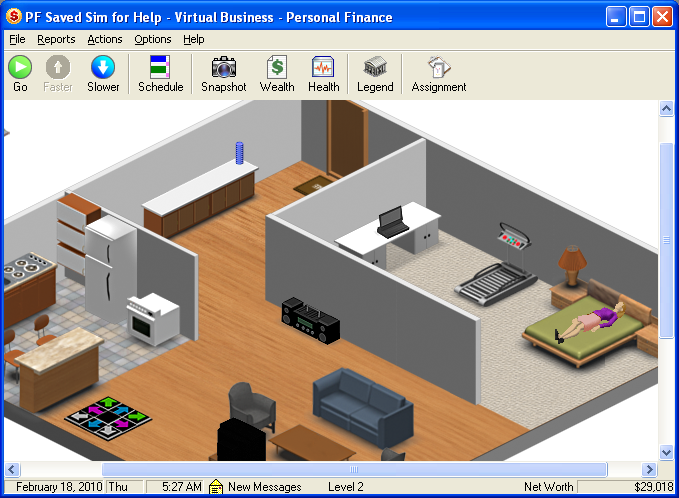 PF Saved Sim for Help - Virtual Business - Personal Finance
File Reports Actions Options Help
Go Faster Slower Schedule Snapshot Wealth Health Legend Assignment
February 18, 2010 Thu 5:27 AM New Messages Level 2 Net Worth $29,018